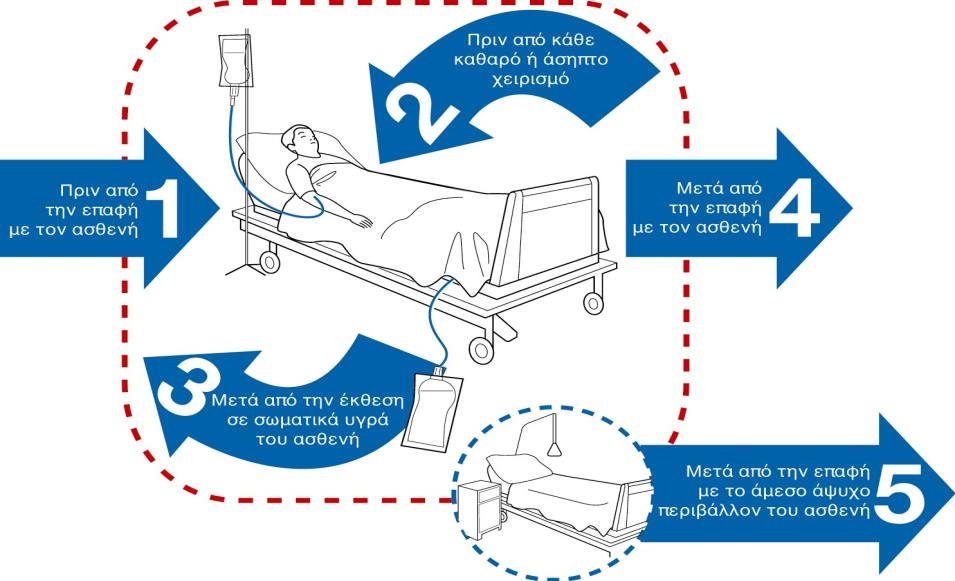 1
Πριν από
την επαφή
με τον ασθενή
2
Πριν από κάθε
καθαρό ή άσηπτο
χειρισμό
3
Μετά από την έκθεση
σε σωματικά υγρά
του ασθενή
4
Μετά από
την επαφή
με τον ασθενή
5
Μετά από την επαφή
με το άμεσο άψυχο
περιβάλλον του ασθενή